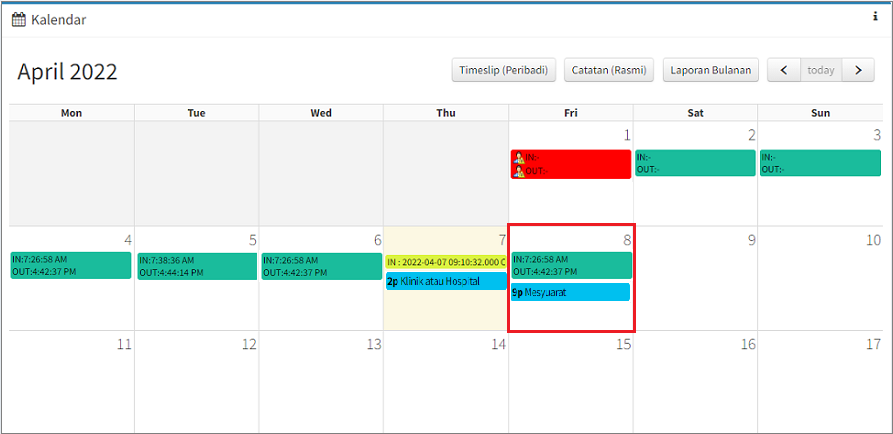 Kalendar
i
April 2022
Timeslip (Peribadi) Catatan (Rasmi) Laporan Bulanan < today >
Mon Tue Wed Thu Fri Sat Sun
1 2 3
IN:- IN:- IN:-
OUT:- OUT:- OUT:-
4 5 6 7 8 9 10
IN:7:26:58 AM IN:7:38:36 AM IN:7:26:58 AM IN : 2022-04-07 09:10:32.000 O IN:7:26:58 AM
OUT:4:42:37 PM OUT:4:44:14 PM OUT:4:42:37 PM OUT:4:42:37 PM
2p Klinik atau Hospital 9p Mesyuarat
11 12 13 14 15 16 17